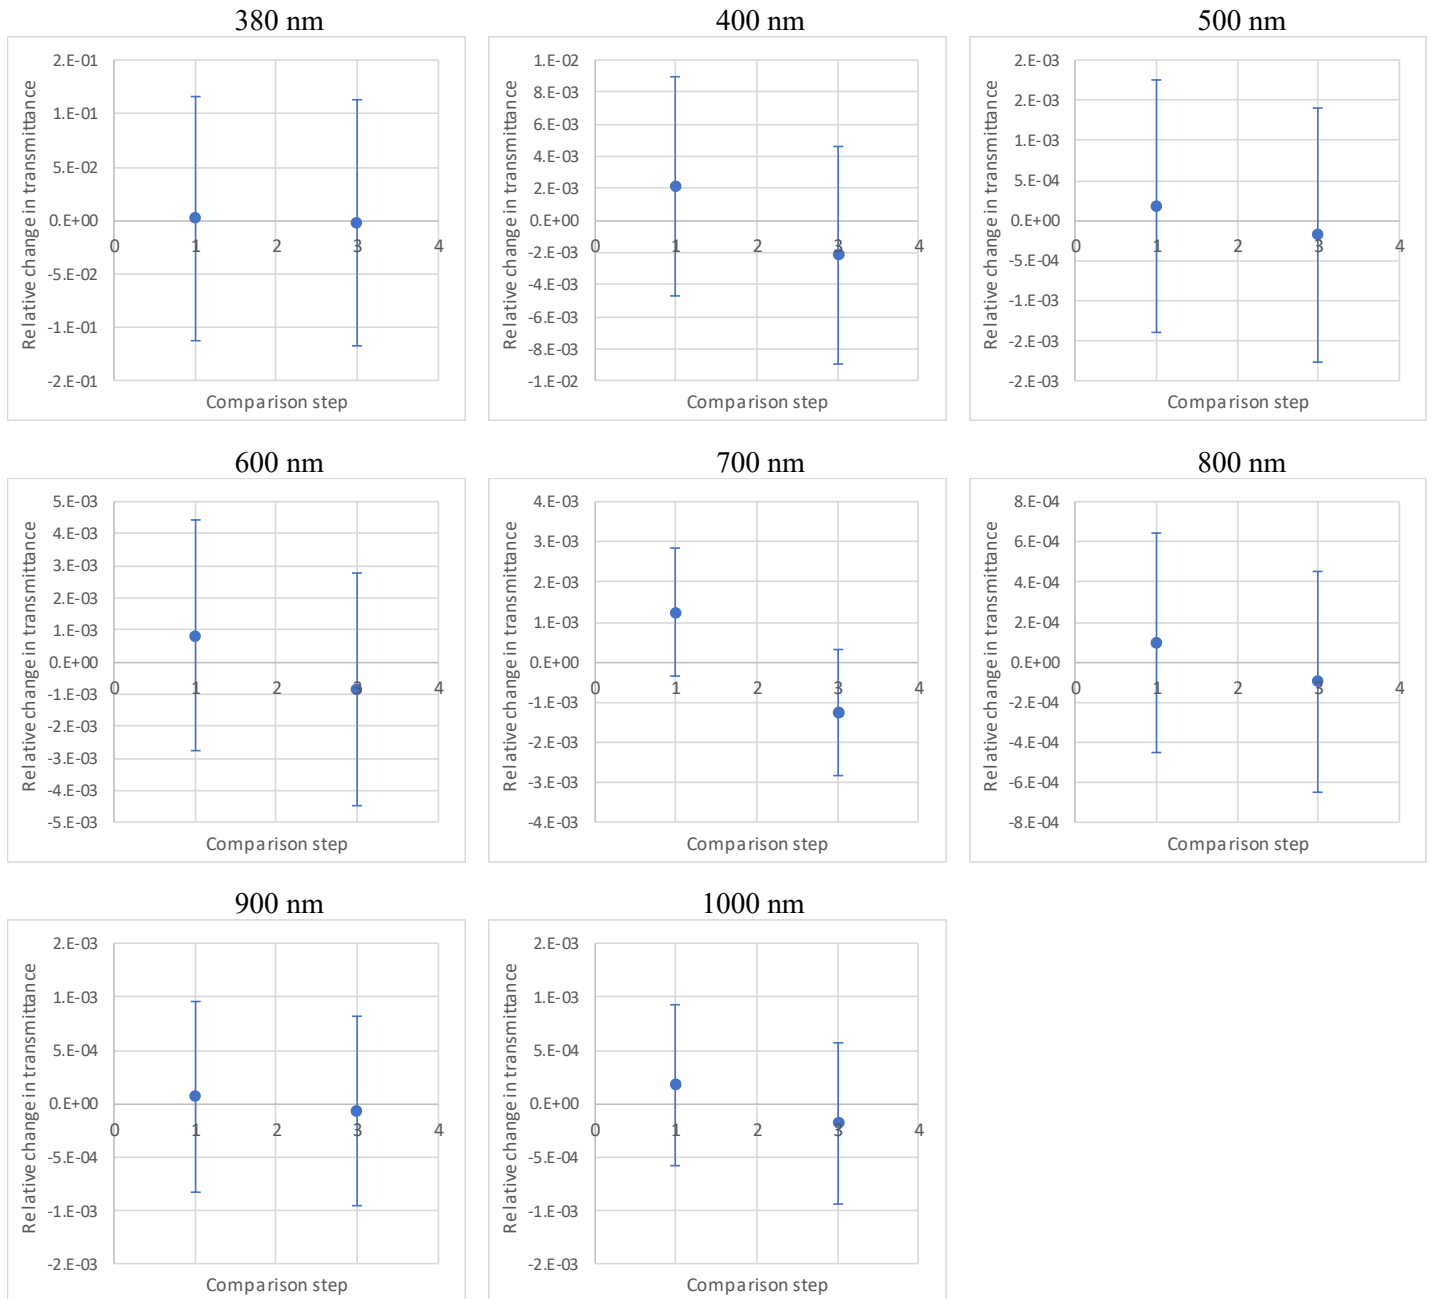 380 nm
Relative change in transmittance
2.E-01
1.E-01
5.E-02
0.E+00
-5.E-02
-1.E-01
-2.E-01
0 1 2 3 4
Comparison step
400 nm
Relative change in transmittance
1.E-02
8.E-03
6.E-03
4.E-03
2.E-03
0.E+00
-2.E-03
-4.E-03
-6.E-03
-8.E-03
-1.E-02
0 1 2 3 4
Comparison step
500 nm
Relative change in transmittance
2.E-03
2.E-03
1.E-03
5.E-04
0.E+00
-5.E-04
-1.E-03
-2.E-03
-2.E-03
0 1 2 3 4
Comparison step
600 nm
Relative change in transmittance
5.E-03
4.E-03
3.E-03
2.E-03
1.E-03
0.E+00
-1.E-03
-2.E-03
-3.E-03
-4.E-03
-5.E-03
0 1 2 3 4
Comparison step
700 nm
Relative change in transmittance
4.E-03
3.E-03
2.E-03
1.E-03
0.E+00
-1.E-03
-2.E-03
-3.E-03
-4.E-03
0 1 2 3 4
Comparison step
800 nm
Relative change in transmittance
8.E-04
6.E-04
4.E-04
2.E-04
0.E+00
-2.E-04
-4.E-04
-6.E-04
-8.E-04
0 1 2 3 4
Comparison step
900 nm
Relative change in transmittance
2.E-03
1.E-03
5.E-04
0.E+00
-5.E-04
-1.E-03
-2.E-03
0 1 2 3 4
Comparison step
1000 nm
Relative change in transmittance
2.E-03
1.E-03
5.E-04
0.E+00
-5.E-04
-1.E-03
-2.E-03
0 1 2 3 4
Comparison step